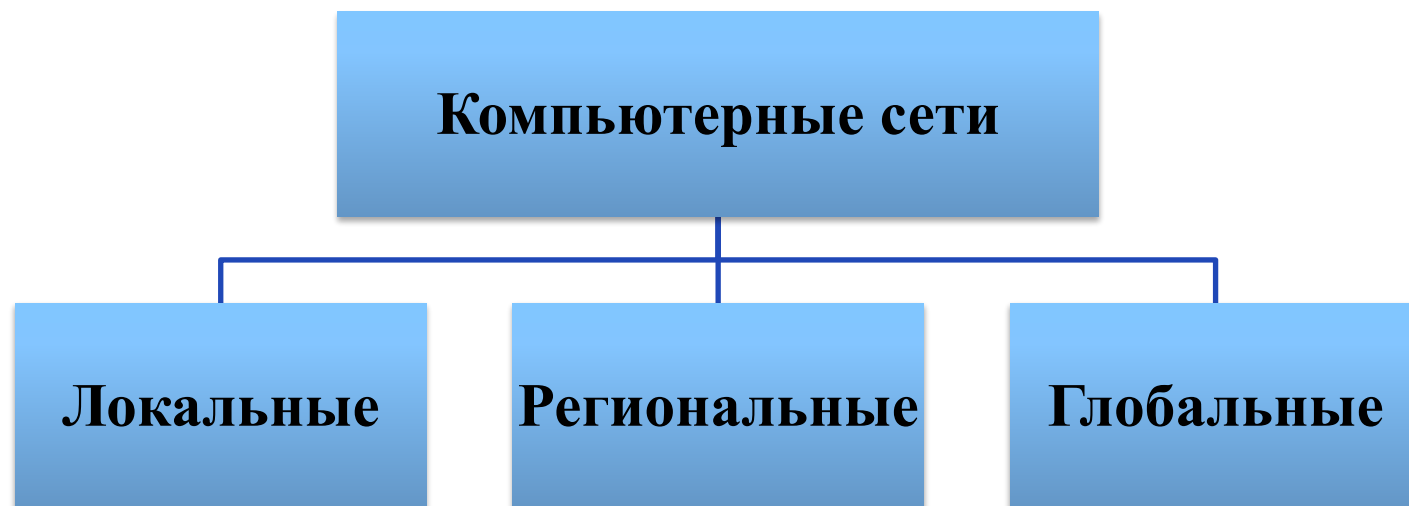 Компьютерные сети
Локальные
Региональные
Глобальные